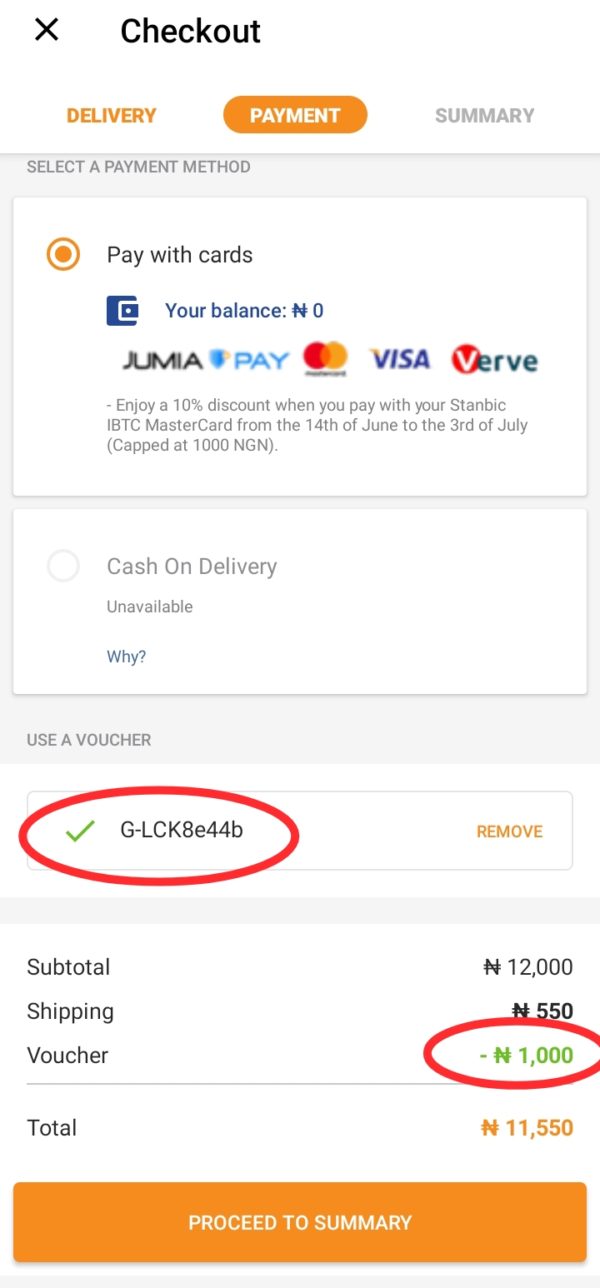 Checkout
DELIVERY PAYMENT SUMMARY
SELECT A PAYMENT METHOD
Pay with cards
Your balance: ₦ 0
JUMIA PAY mastercard VISA Verve
- Enjoy a 10% discount when you pay with your Stanbic
IBTC MasterCard from the 14th of June to the 3rd of July
(Capped at 1000 NGN).
Cash On Delivery
Unavailable
Why?
USE A VOUCHER
G-LCK8e44b REMOVE
Subtotal ₦ 12,000
Shipping ₦ 550
Voucher - ₦ 1,000
Total ₦ 11,550
PROCEED TO SUMMARY